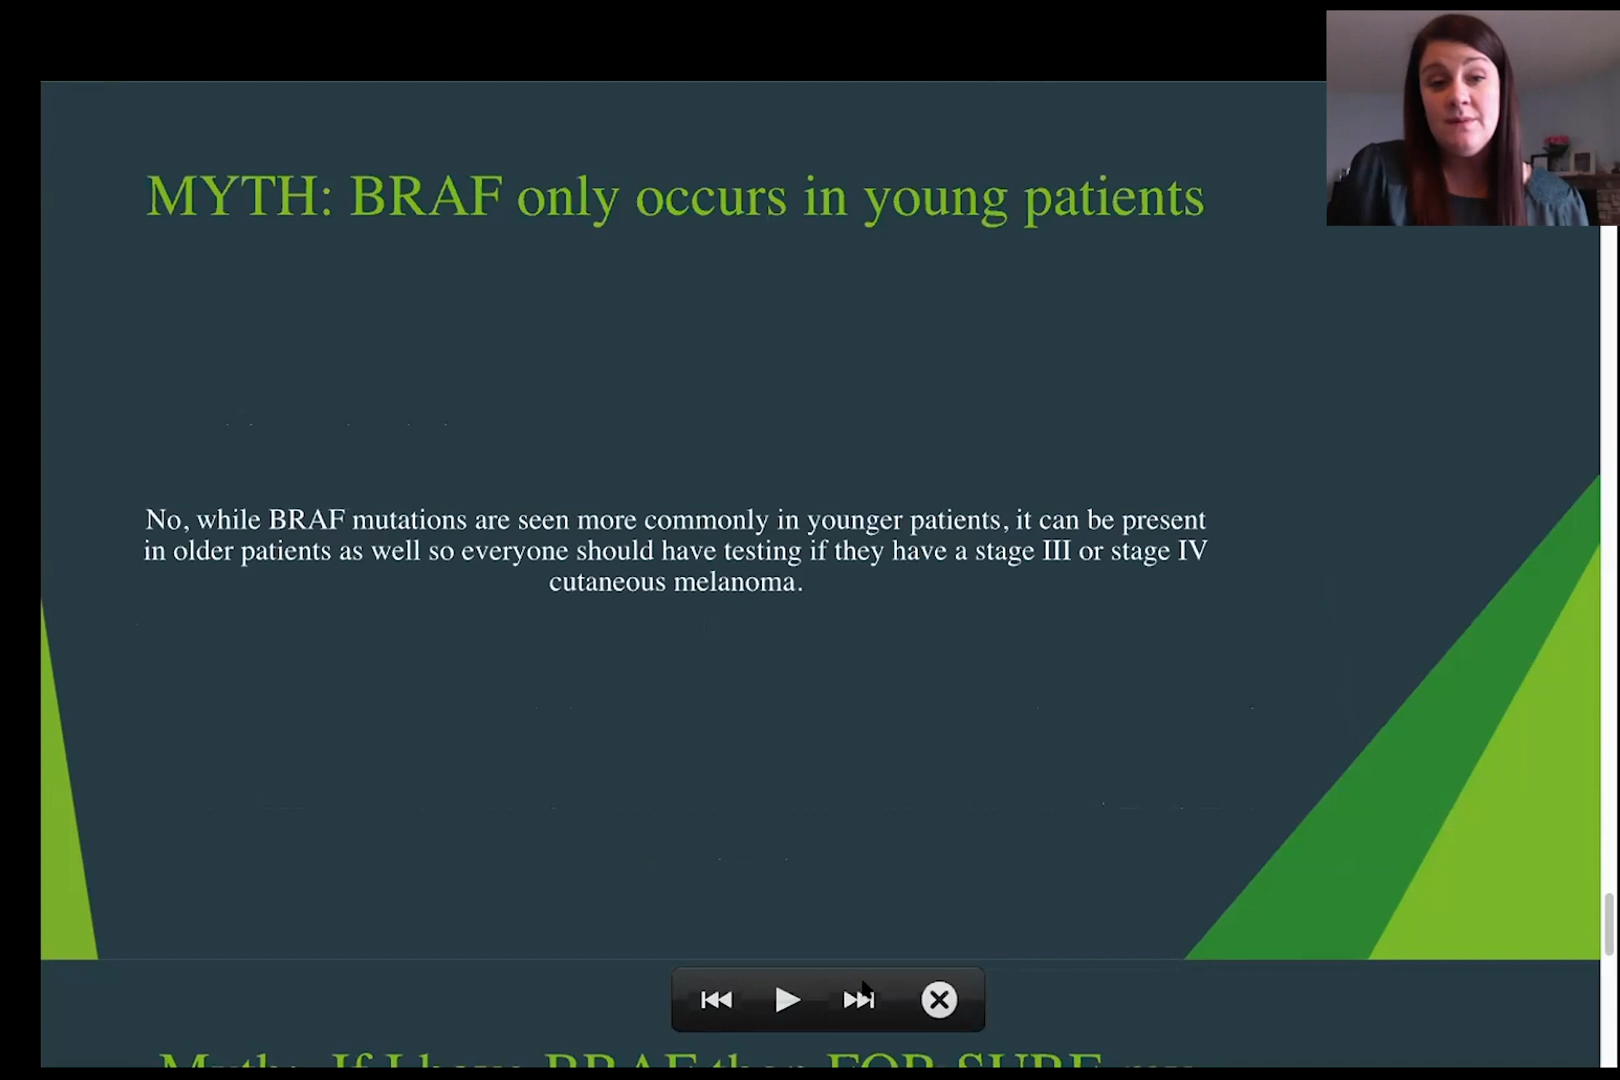 MYTH: BRAF only occurs in young patients
No, while BRAF mutations are seen more commonly in younger patients, it can be present
in older patients as well so everyone should have testing if they have a stage III or stage IV
cutaneous melanoma.
Myth: If I have BRAF then FOR SURE my